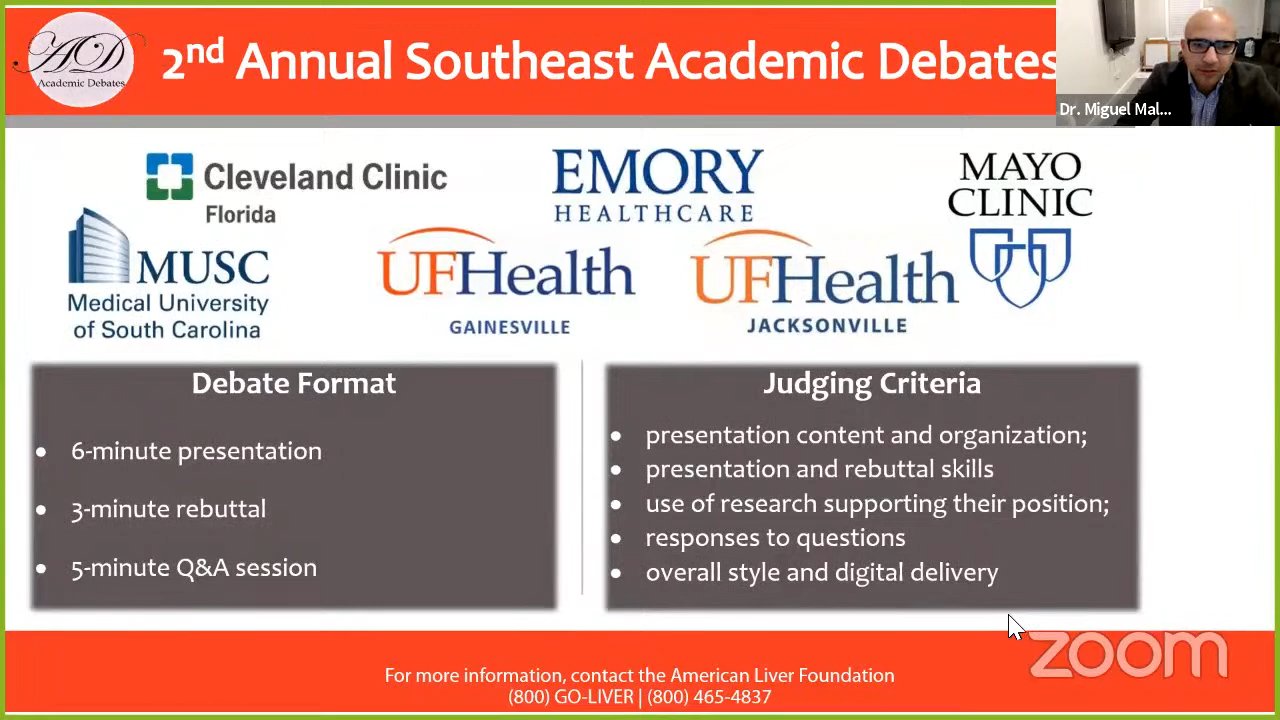 AD
Academic Debates
2nd Annual Southeast Academic Debates
Dr. Miguel Mal...
Cleveland Clinic
Florida
EMORY
HEALTHCARE
MAYO
CLINIC
MUSC
Medical University
of South Carolina
UFHealth
GAINESVILLE
UFHealth
JACKSONVILLE
Debate Format
6-minute presentation
3-minute rebuttal
5-minute Q&A session
Judging Criteria
presentation content and organization;
presentation and rebuttal skills
use of research supporting their position;
responses to questions
overall style and digital delivery
zoom
For more information, contact the American Liver Foundation
(800) GO-LIVER | (800) 465-4837